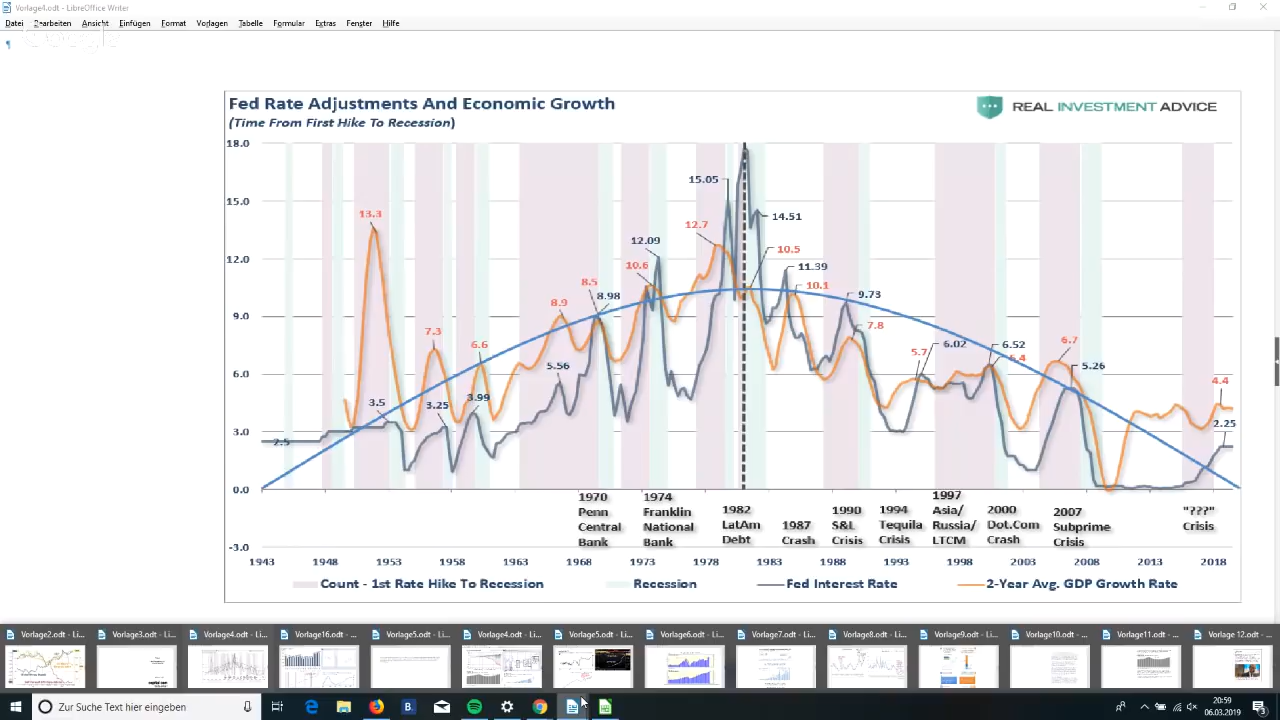 Vorlage4.odt - LibreOffice Writer
Datei Bearbeiten Ansicht Einfügen Format Vorlagen Tabelle Formular Extras Fenster Hilfe
Fed Rate Adjustments And Economic Growth
REAL INVESTMENT ADVICE
(Time From First Hike To Recession)
18.0
15.0
12.0
9.0
6.0
3.0
0.0
-3.0
2.5
13.3
3.5
7.3
3.25
6.6
3.99
8.9
5.56
8.5
8.98
12.09
10.6
12.7
15.05
14.51
10.5
11.39
10.1
9.73
7.8
5.7
6.02
6.52
6.4
6.7
5.26
4.4
2.25
1970
Penn
Central
Bank
1974
Franklin
National
Bank
1982
LatAm
Debt
1987
Crash
1990
S&L
Crisis
1994
Tequila
Crisis
1997
Asia/
Russia/
LTCM
2000
Dot.Com
Crash
2007
Subprime
Crisis
"???"
Crisis
1943 1948 1953 1958 1963 1968 1973 1978 1983 1988 1993 1998 2003 2008 2013 2018
Count - 1st Rate Hike To Recession Recession Fed Interest Rate 2-Year Avg. GDP Growth Rate
Vorlage2.odt - Li... Vorlage3.odt - Li... Vorlage4.odt - Li... Vorlage16.odt - ... Vorlage5.odt - Li... Vorlage4.odt - Li... Vorlage5.odt - Li... Vorlage6.odt - Li... Vorlage7.odt - Li... Vorlage8.odt - Li... Vorlage9.odt - Li... Vorlage10.odt - L... Vorlage11.odt - ... Vorlage 12.odt - ...
Zur Suche Text hier eingeben
20:59
06.03.2019